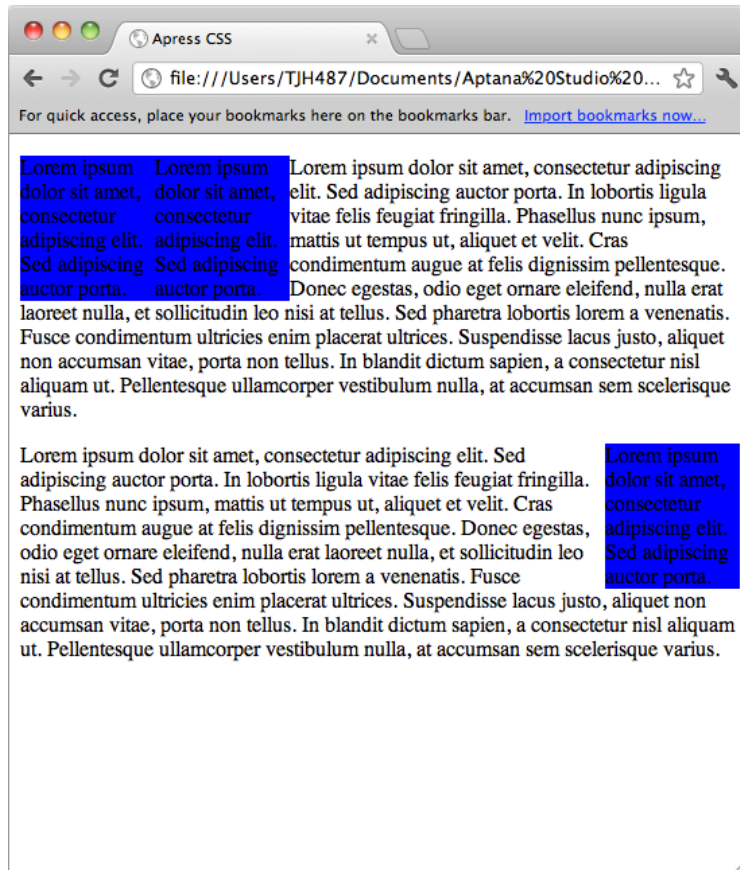 Apress CSS
file:///Users/TJH487/Documents/Aptana%20Studio%20...
For quick access, place your bookmarks here on the bookmarks bar. Import bookmarks now...
Lorem ipsum
dolor sit amet,
consectetur
adipiscing elit.
Sed adipiscing
auctor porta.
Lorem ipsum
dolor sit amet,
consectetur
adipiscing elit.
Sed adipiscing
auctor porta.
Lorem ipsum dolor sit amet, consectetur adipiscing
elit. Sed adipiscing auctor porta. In lobortis ligula
vitae felis feugiat fringilla. Phasellus nunc ipsum,
mattis ut tempus ut, aliquet et velit. Cras
condimentum augue at felis dignissim pellentesque.
Donec egestas, odio eget ornare eleifend, nulla erat
laoreet nulla, et sollicitudin leo nisi at tellus. Sed pharetra lobortis lorem a venenatis.
Fusce condimentum ultricies enim placerat ultrices. Suspendisse lacus justo, aliquet
non accumsan vitae, porta non tellus. In blandit dictum sapien, a consectetur nisl
aliquam ut. Pellentesque ullamcorper vestibulum nulla, at accumsan sem scelerisque
varius.
Lorem ipsum dolor sit amet, consectetur adipiscing elit. Sed
adipiscing auctor porta. In lobortis ligula vitae felis feugiat fringilla.
Phasellus nunc ipsum, mattis ut tempus ut, aliquet et velit. Cras
condimentum augue at felis dignissim pellentesque. Donec egestas,
odio eget ornare eleifend, nulla erat laoreet nulla, et sollicitudin leo
nisi at tellus. Sed pharetra lobortis lorem a venenatis. Fusce
condimentum ultricies enim placerat ultrices. Suspendisse lacus justo, aliquet non
accumsan vitae, porta non tellus. In blandit dictum sapien, a consectetur nisl aliquam
ut. Pellentesque ullamcorper vestibulum nulla, at accumsan sem scelerisque varius.
Lorem ipsum
dolor sit amet,
consectetur
adipiscing elit.
Sed adipiscing
auctor porta.